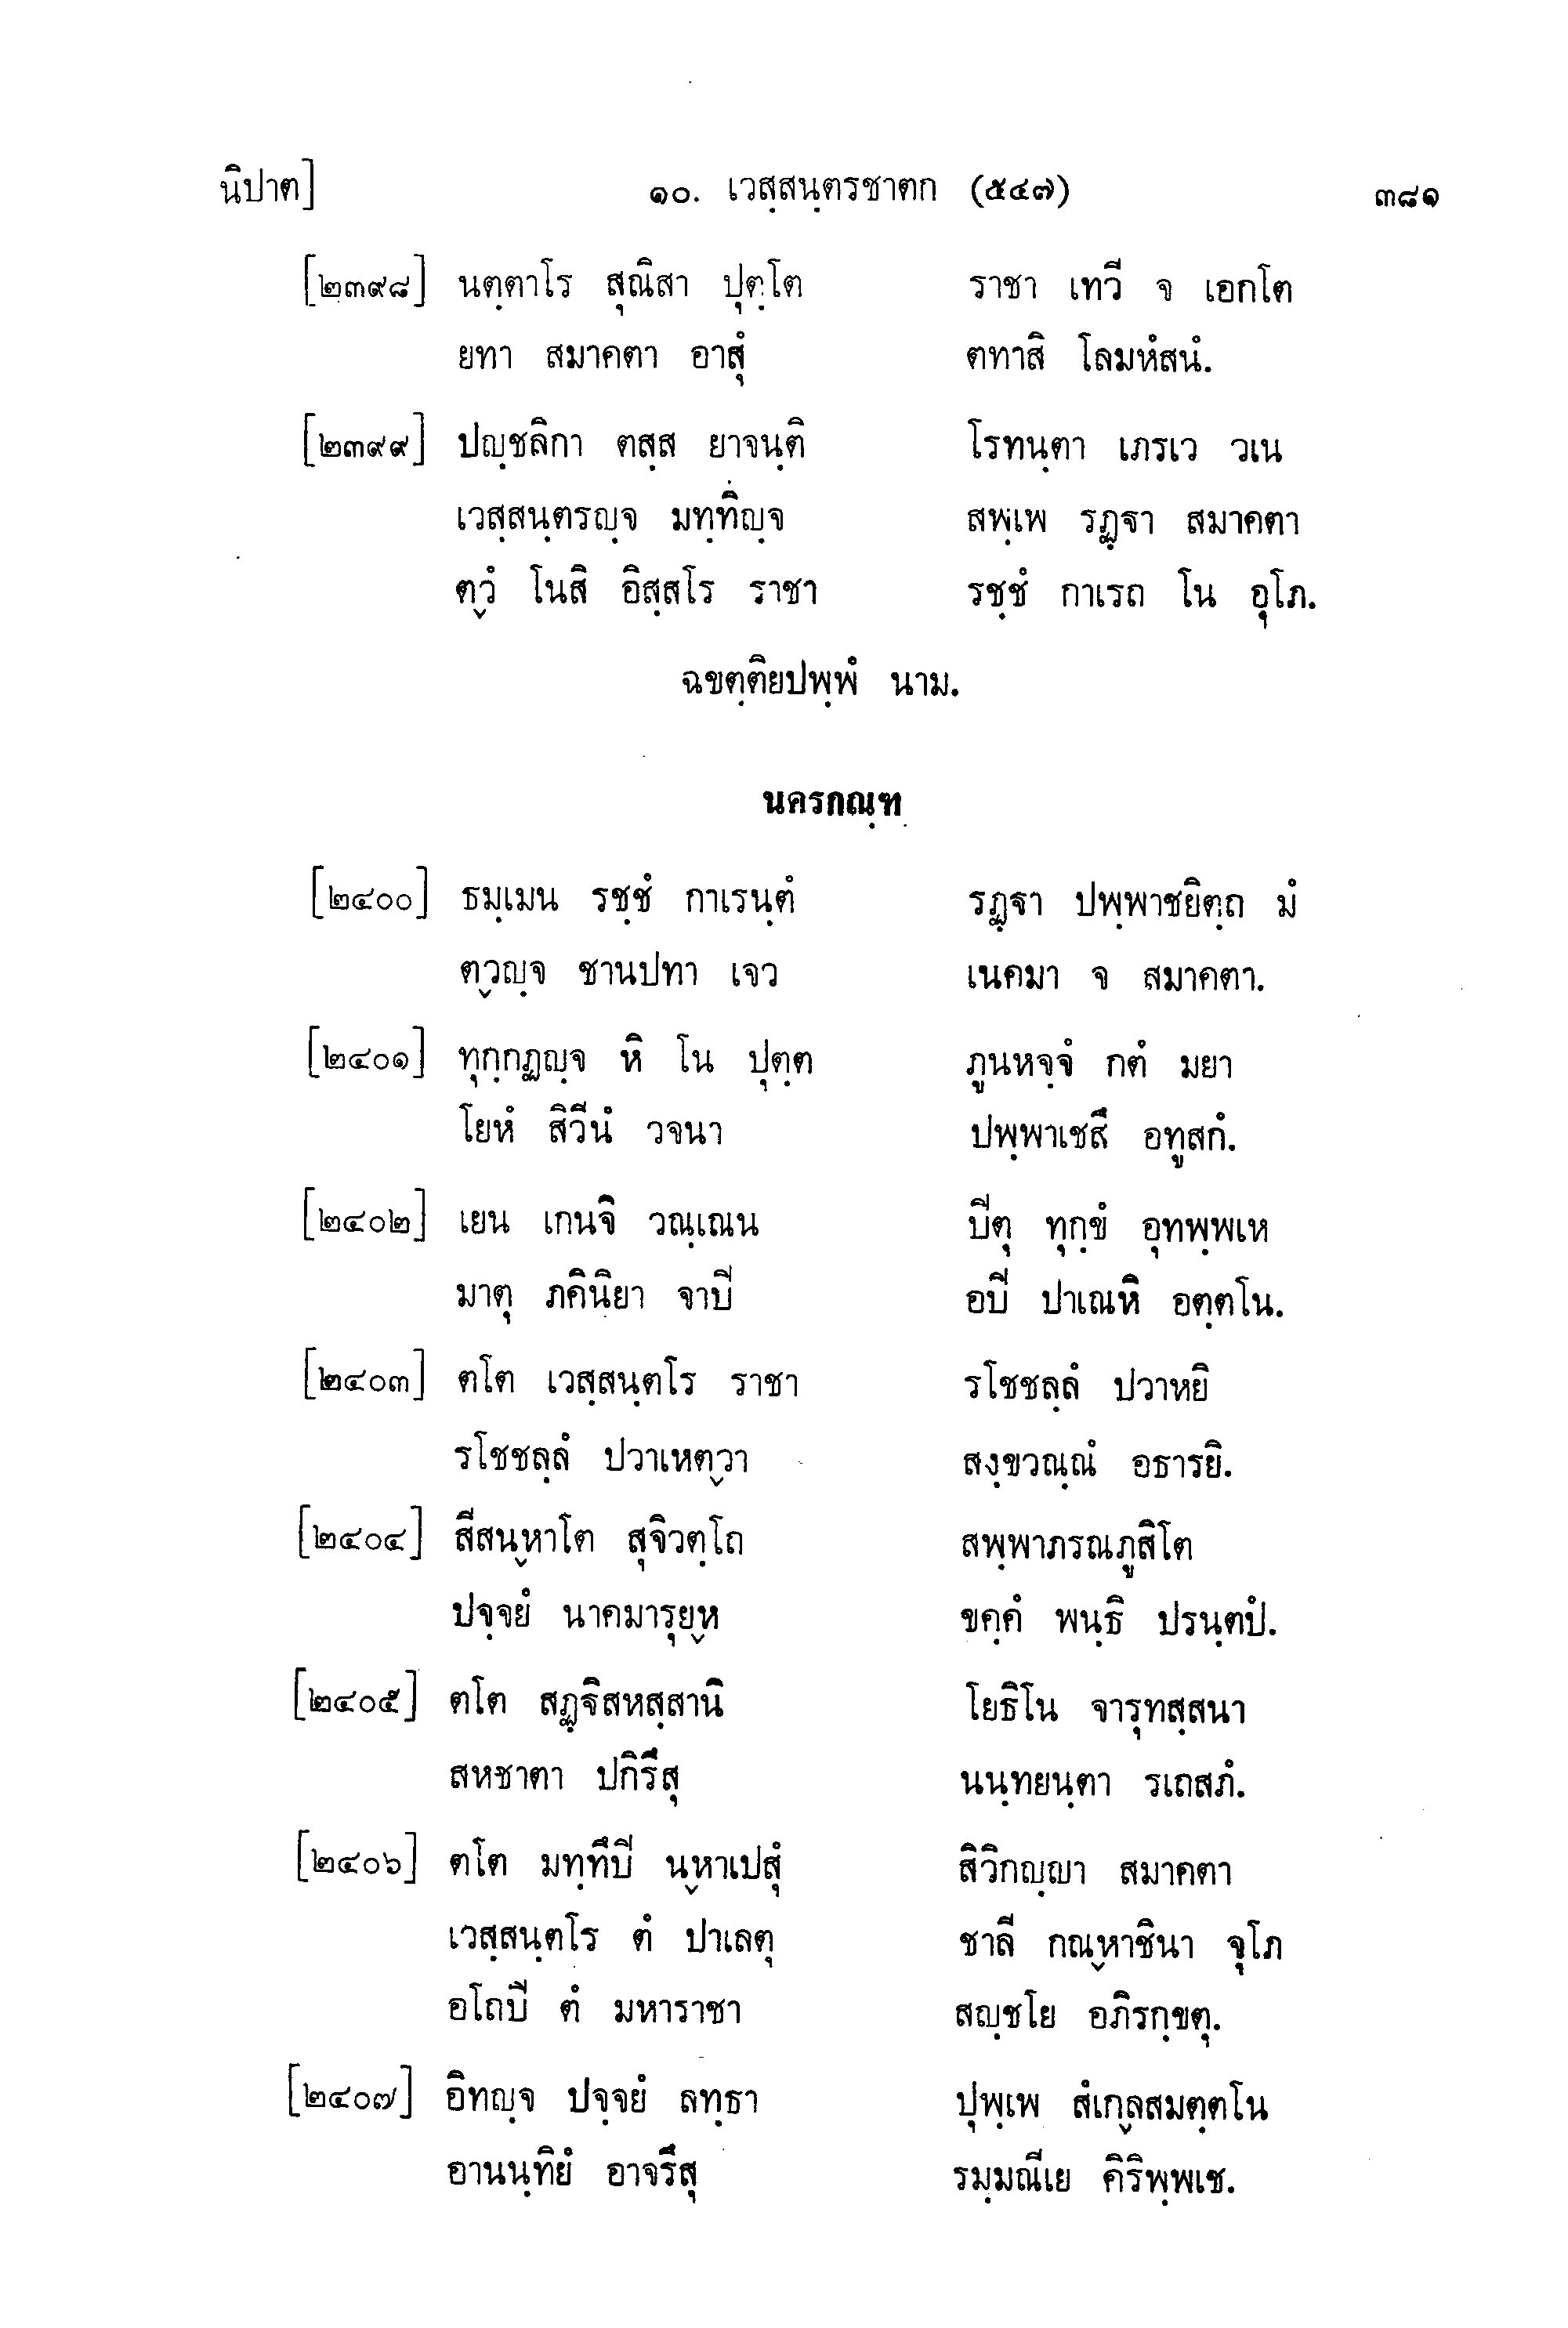 นิปาต] ๑๐. เวสฺสนฺตรชาตก (๕๔๗) ๓๘๑
[๒๓๙๘] นตฺตาโร สุณิสา ปุตฺโต ราชา เทวี จ เอกโต
ยทา สมาคตา อาสุํ ตทาสิ โลมหํสนํ.
[๒๓๙๙] ปญฺชลิกา ตสฺส ยาจนฺติ โรทนฺตา เภรเว วเน
เวสฺสนฺตรญฺจ มทฺทิญฺจ สพฺเพ รฏฺฐา สมาคตา
ตฺวํ โนสิ อิสฺสโร ราชา รชฺชํ กาเรถ โน อุโภ.
ฉขตฺติยปพฺพํ นาม.
นครกณฺฑ
[๒๔๐๐] ธมฺเมน รชฺชํ กาเรนฺตํ รฏฺฐา ปพฺพาชยิตฺถ มํ
ตฺวญฺจ ชานปทา เจว เนคมา จ สมาคตา.
[๒๔๐๑] ทุกฺกฏญฺจ หิ โน ปุตฺต ภูนหจฺจํ กตํ มยา
โยหํ สิวีนํ วจนา ปพฺพาเชสึ อทูสกํ.
[๒๔๐๒] เยน เกนจิ วณฺเณน ปิตุ ทุกฺขํ อุทพฺพเห
มาตุ ภคินิยา จาปิ อปิ ปาเณหิ อตฺตโน.
[๒๔๐๓] ตโต เวสฺสนฺตโร ราชา รโชชลฺลํ ปวาหยิ
รโชชลฺลํ ปวาเหตฺวา สงฺขวณฺณํ อธารยิ.
[๒๔๐๔] สีสนฺหาโต สุจิวตฺโถ สพฺพาภรณภูสิโต
ปจฺจยํ นาคมารุยฺห ขคฺคํ พนฺธิ ปรนฺตปํ.
[๒๔๐๕] ตโต สฏฺฐิสหสฺสานิ โยธิโน จารุทสฺสนา
สหชาตา ปกิรึสุ นนฺทยนฺตา รเถสภํ.
[๒๔๐๖] ตโต มทฺทึปิ นฺหาเปสุํ สิวิกญฺญา สมาคตา
เวสฺสนฺตโร ตํ ปาเลตุ ชาลี กณฺหาชินา จุโภ
อโถปิ ตํ มหาราชา สญฺชโย อภิรกฺขตุ.
[๒๔๐๗] อิทญฺจ ปจฺจยํ ลทฺธา ปุพฺเพ สํเกฺลสมตฺตโน
อานนฺทิยํ อาจรึสุ รมฺมณีเย คิริพฺพเช.